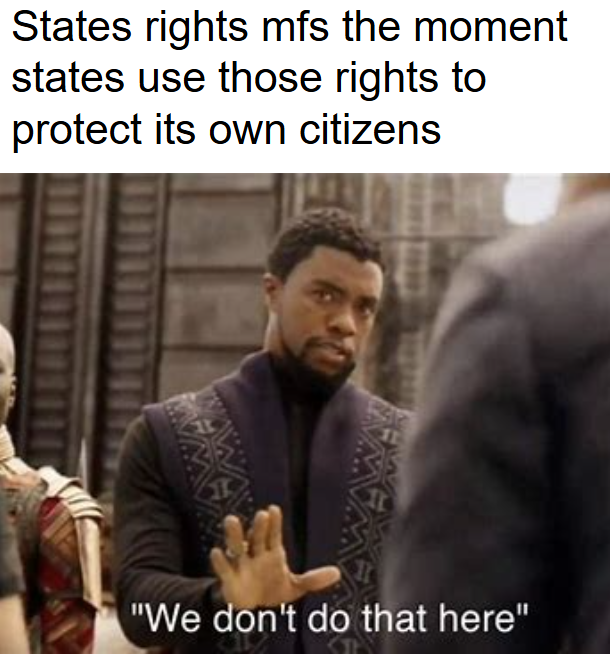 States rights mfs the moment
states use those rights to
protect its own citizens
"We don't do that here"